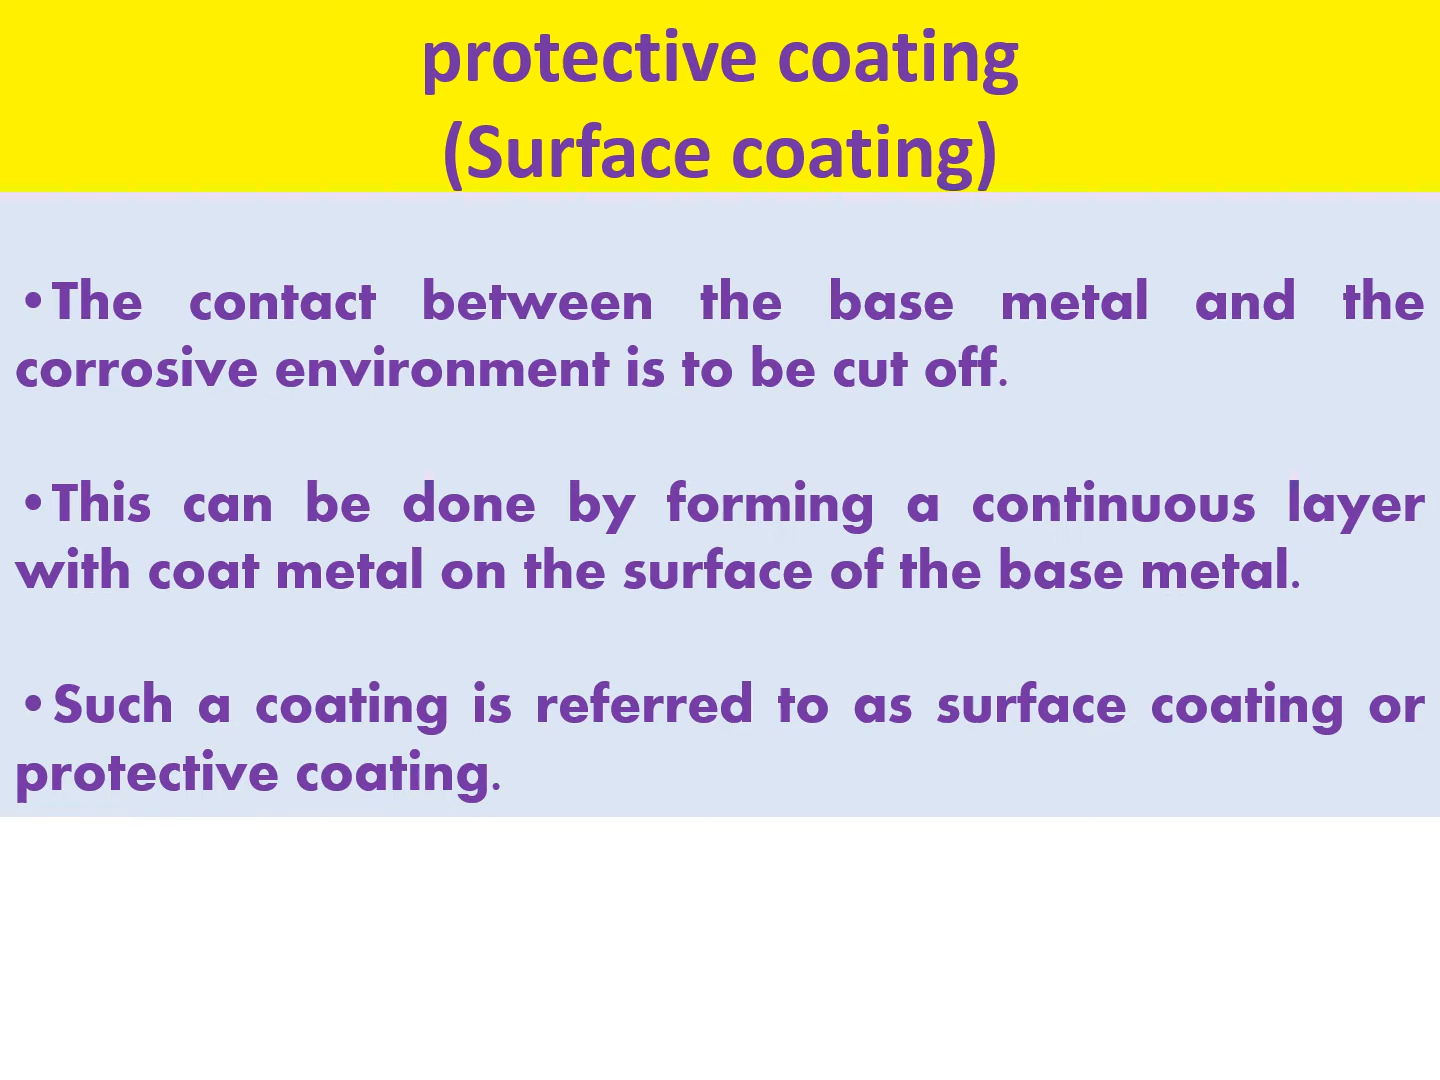 protective coating
(Surface coating)
•The contact between the base metal and the
corrosive environment is to be cut off.
•This can be done by forming a continuous layer
with coat metal on the surface of the base metal.
•Such a coating is referred to as surface coating or
protective coating.